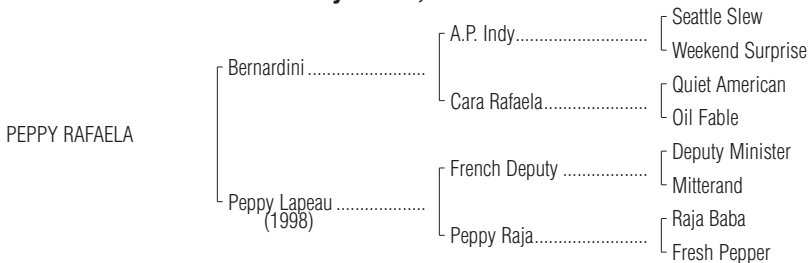 Seattle Slew
A.P. Indy
Weekend Surprise
Bernardini
Quiet American
Cara Rafaela
Oil Fable
PEPPY RAFAELA
Deputy Minister
French Deputy
Mitterand
Peppy Lapeau
(1998)
Raja Baba
Peppy Raja
Fresh Pepper